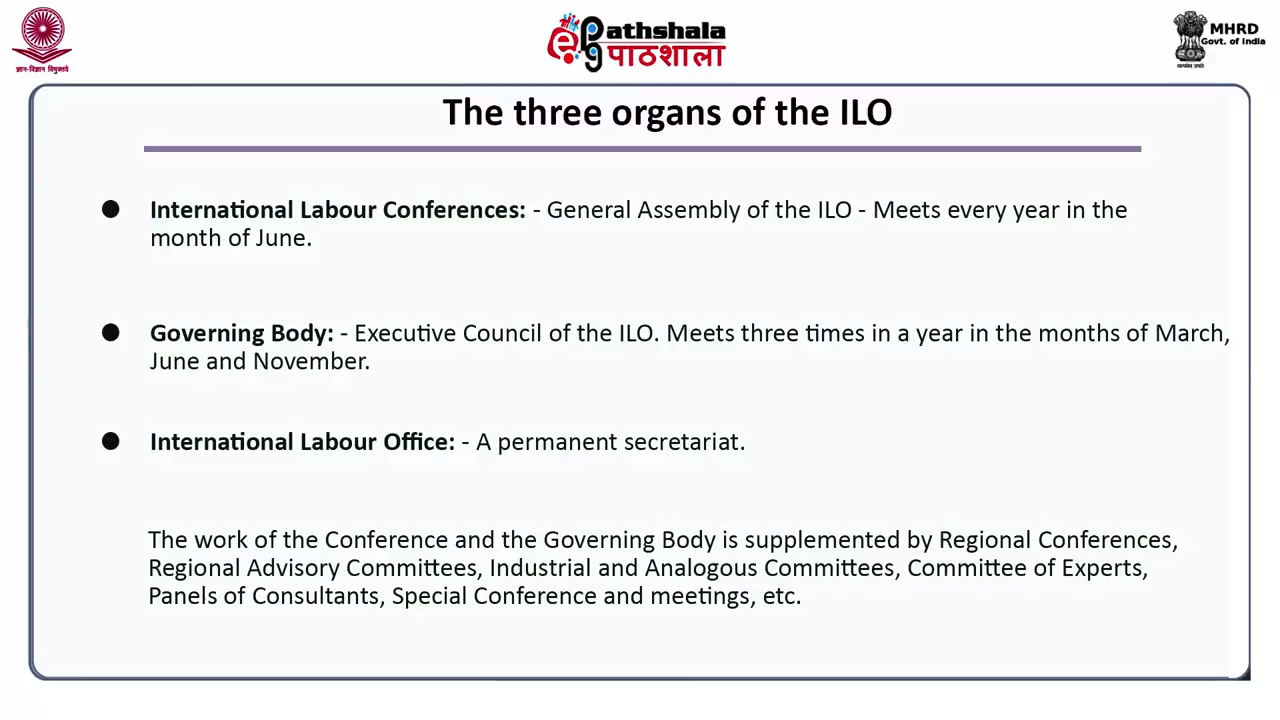 ज्ञान-विज्ञान विमुक्तये
ePathshala
पाठशाला
MHRD
Govt. of India
सत्यमेव जयते
The three organs of the ILO
● International Labour Conferences: - General Assembly of the ILO - Meets every year in the
month of June.
● Governing Body: - Executive Council of the ILO. Meets three times in a year in the months of March,
June and November.
● International Labour Office: - A permanent secretariat.
The work of the Conference and the Governing Body is supplemented by Regional Conferences,
Regional Advisory Committees, Industrial and Analogous Committees, Committee of Experts,
Panels of Consultants, Special Conference and meetings, etc.